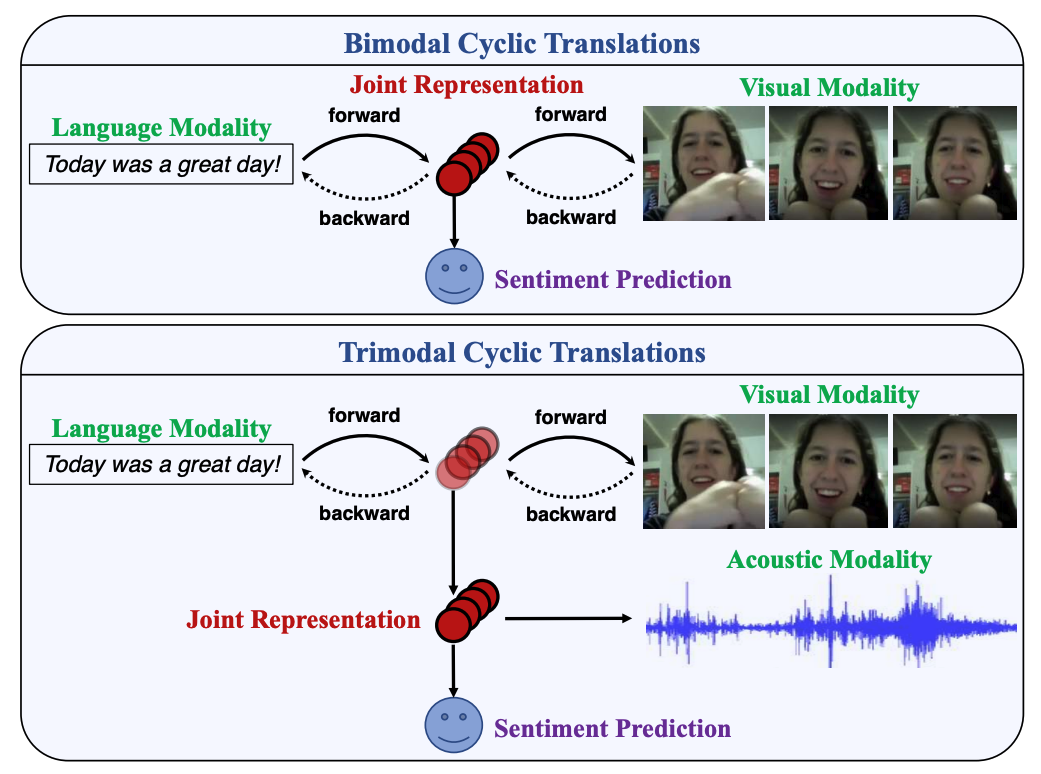 Bimodal Cyclic Translations
Joint Representation
Visual Modality
forward
forward
Language Modality
Today was a great day!
backward
backward
Sentiment Prediction
Trimodal Cyclic Translations
Visual Modality
forward
forward
Language Modality
Today was a great day!
backward
backward
Acoustic Modality
Joint Representation
Sentiment Prediction